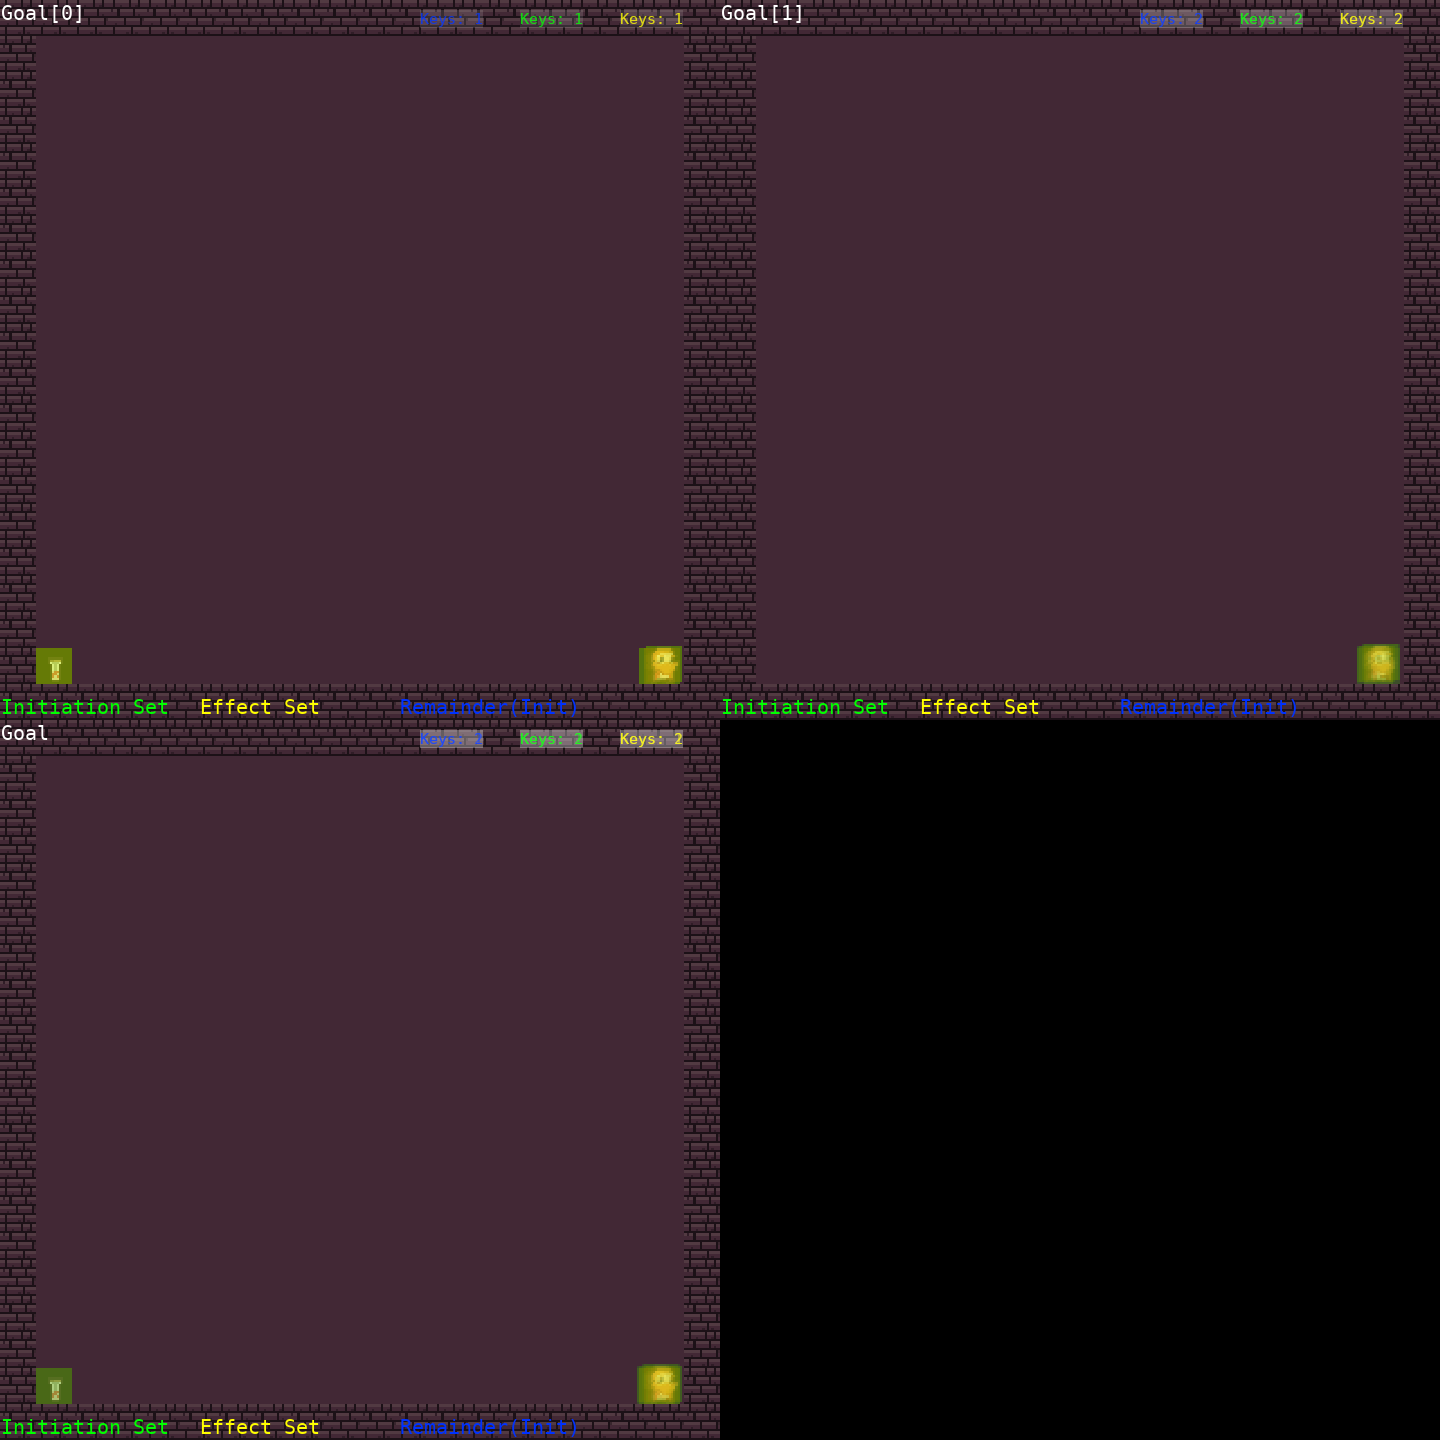 Goal[0] Keys: 1 Keys: 1 Keys: 1
Goal[1] Keys: 2 Keys: 2 Keys: 2
Initiation Set Effect Set Remainder(Init)
Initiation Set Effect Set Remainder(Init)
Goal Keys: 2 Keys: 2 Keys: 2
Initiation Set Effect Set Remainder(Init)